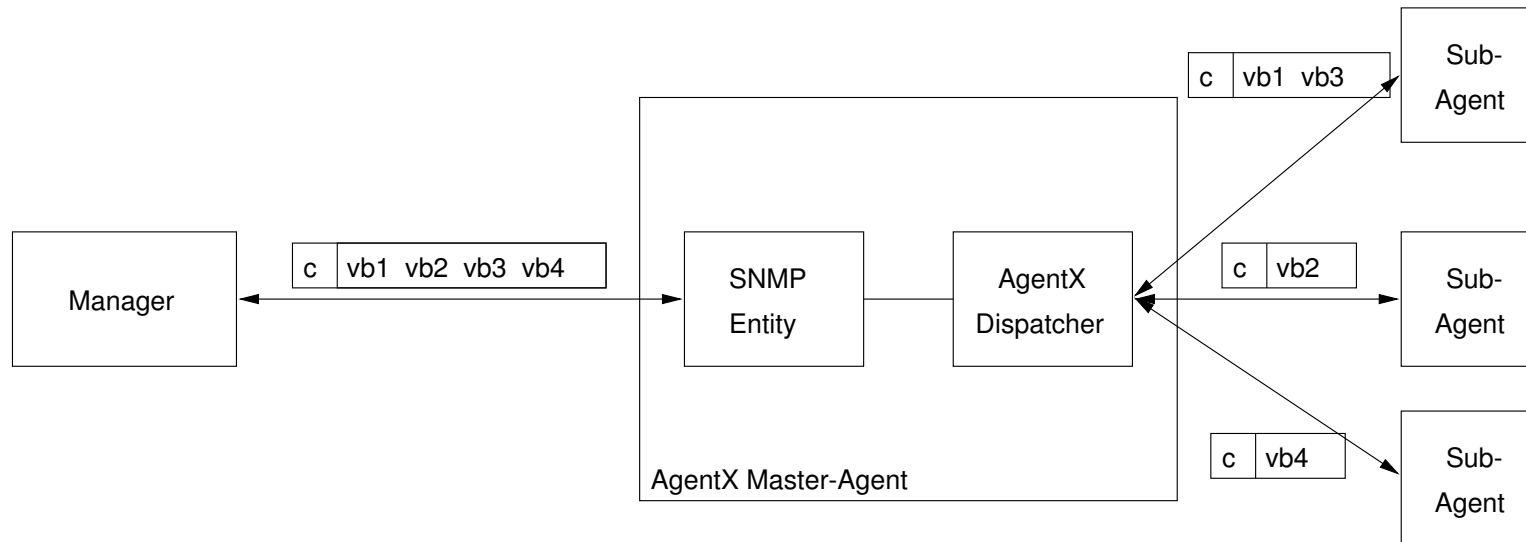 Manager
c vb1 vb2 vb3 vb4
SNMP
Entity
AgentX
Dispatcher
AgentX Master-Agent
c vb1 vb3
Sub-
Agent
c vb2
Sub-
Agent
c vb4
Sub-
Agent